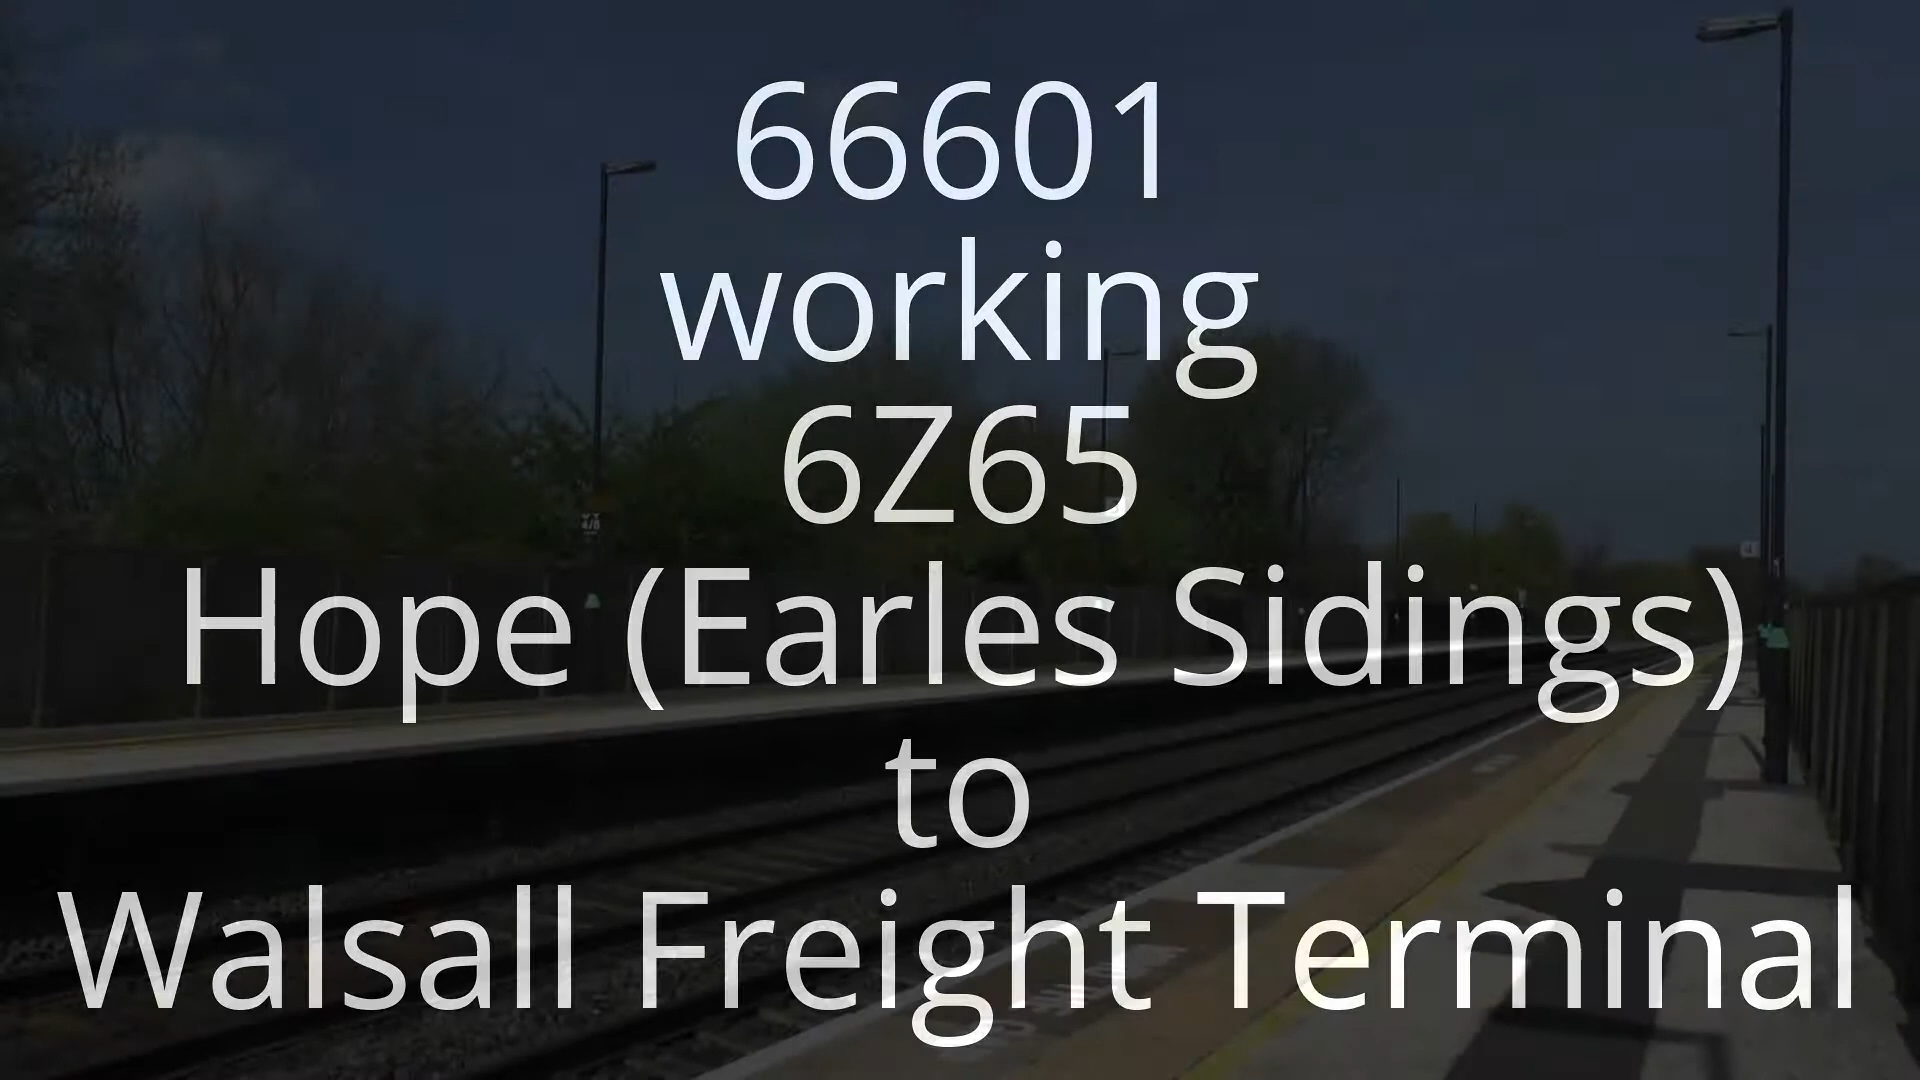 66601
working
6Z65
Hope (Earles Sidings)
to
Walsall Freight Terminal